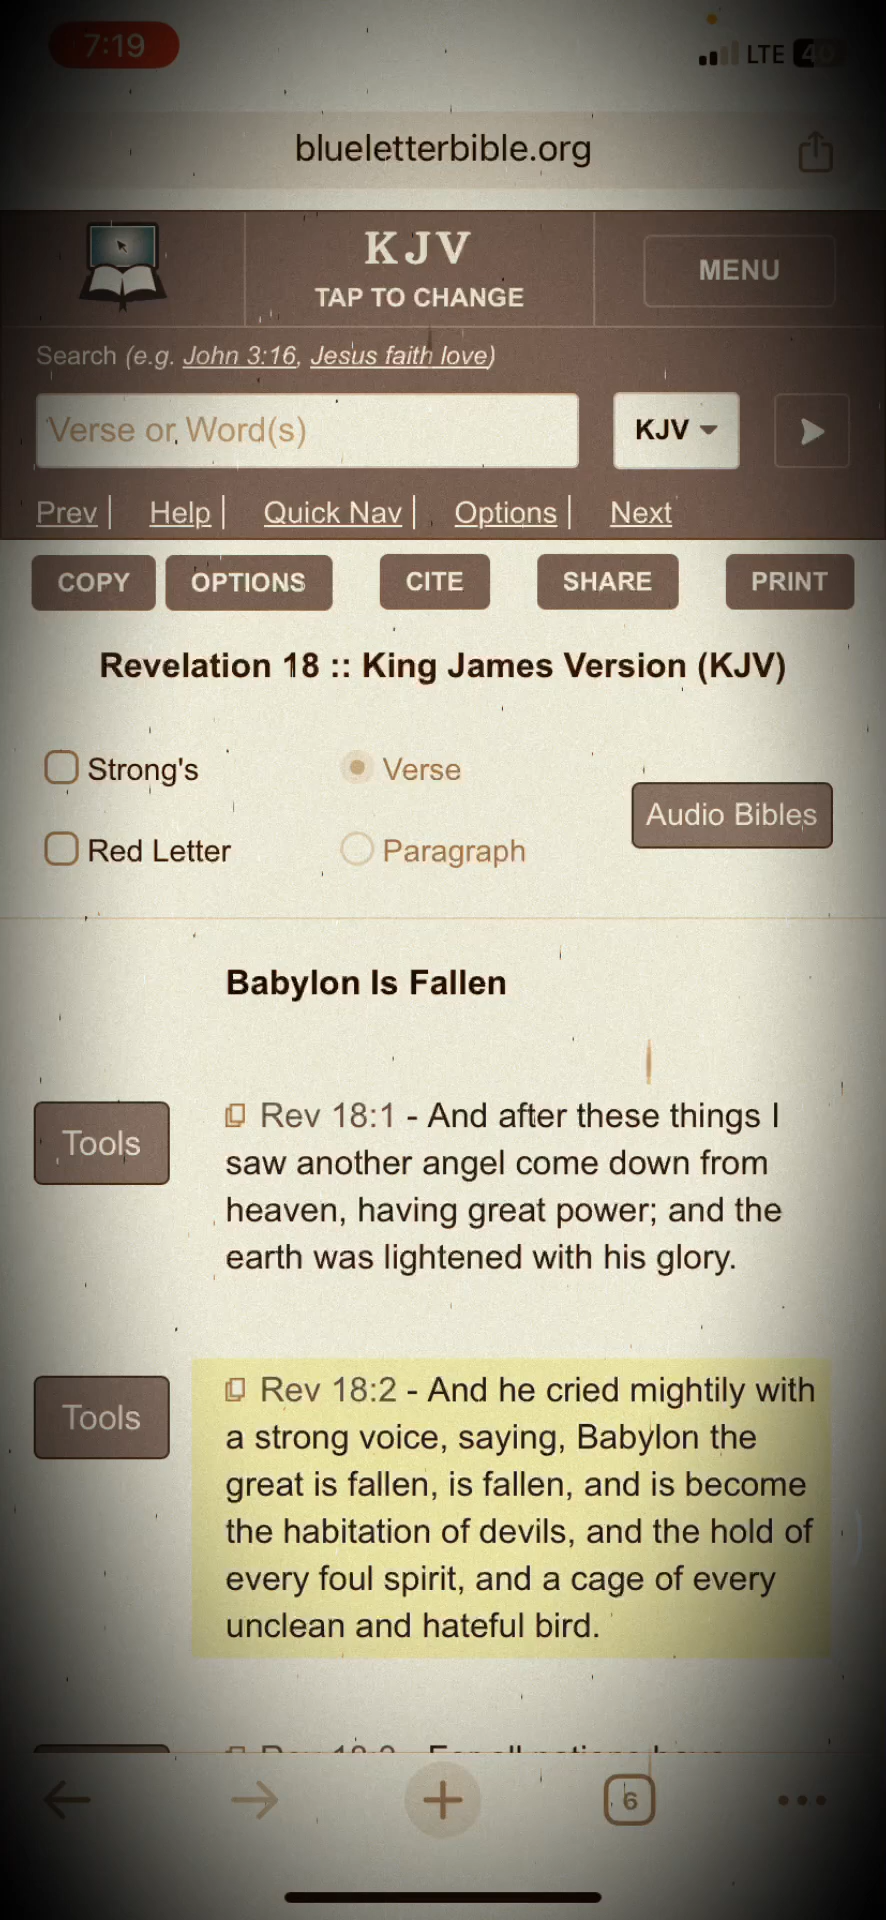 7:19
LTE
blueletterbible.org
KJV
TAP TO CHANGE
MENU
Search (e.g. John 3:16, Jesus faith love)
Verse or Word(s)
KJV
Prev | Help | Quick Nav | Options | Next
COPY OPTIONS CITE SHARE PRINT
Revelation 18 :: King James Version (KJV)
Strong's Verse
Audio Bibles
Red Letter Paragraph
Babylon Is Fallen
Tools
Rev 18:1 - And after these things I
saw another angel come down from
heaven, having great power; and the
earth was lightened with his glory.
Tools
Rev 18:2 - And he cried mightily with
a strong voice, saying, Babylon the
great is fallen, is fallen, and is become
the habitation of devils, and the hold of
every foul spirit, and a cage of every
unclean and hateful bird.
6